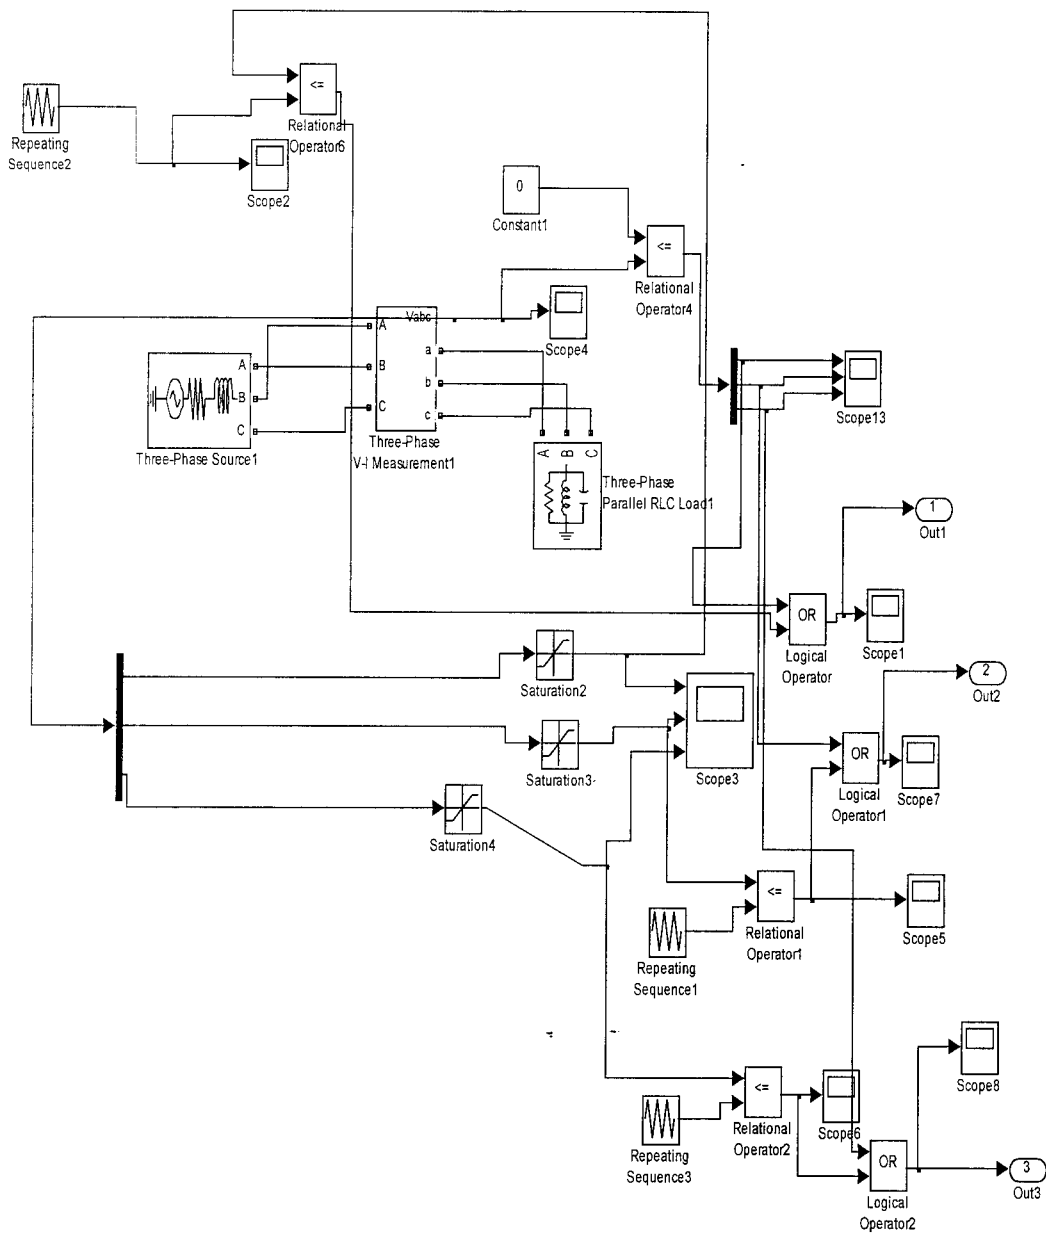 <=
Relational
Operator6
Repeating
Sequence2
Scope2
0
Constant1
<=
Relational
Operator4
Vabc
A
a
B
b
C
c
Scope4
A
B
C
Three-Phase Source1
Three-Phase
V-I Measurement1
A
B
C
Three-Phase
Parallel RLC Load1
Scope13
1
Out1
OR
Logical
Operator
Scope1
2
Out2
Saturation2
Scope3
Saturation3
OR
Logical
Operator1
Scope7
Saturation4
<=
Relational
Operator1
Scope5
Repeating
Sequence1
Scope8
<=
Relational
Operator2
Scope6
Repeating
Sequence3
OR
Logical
Operator2
3
Out3